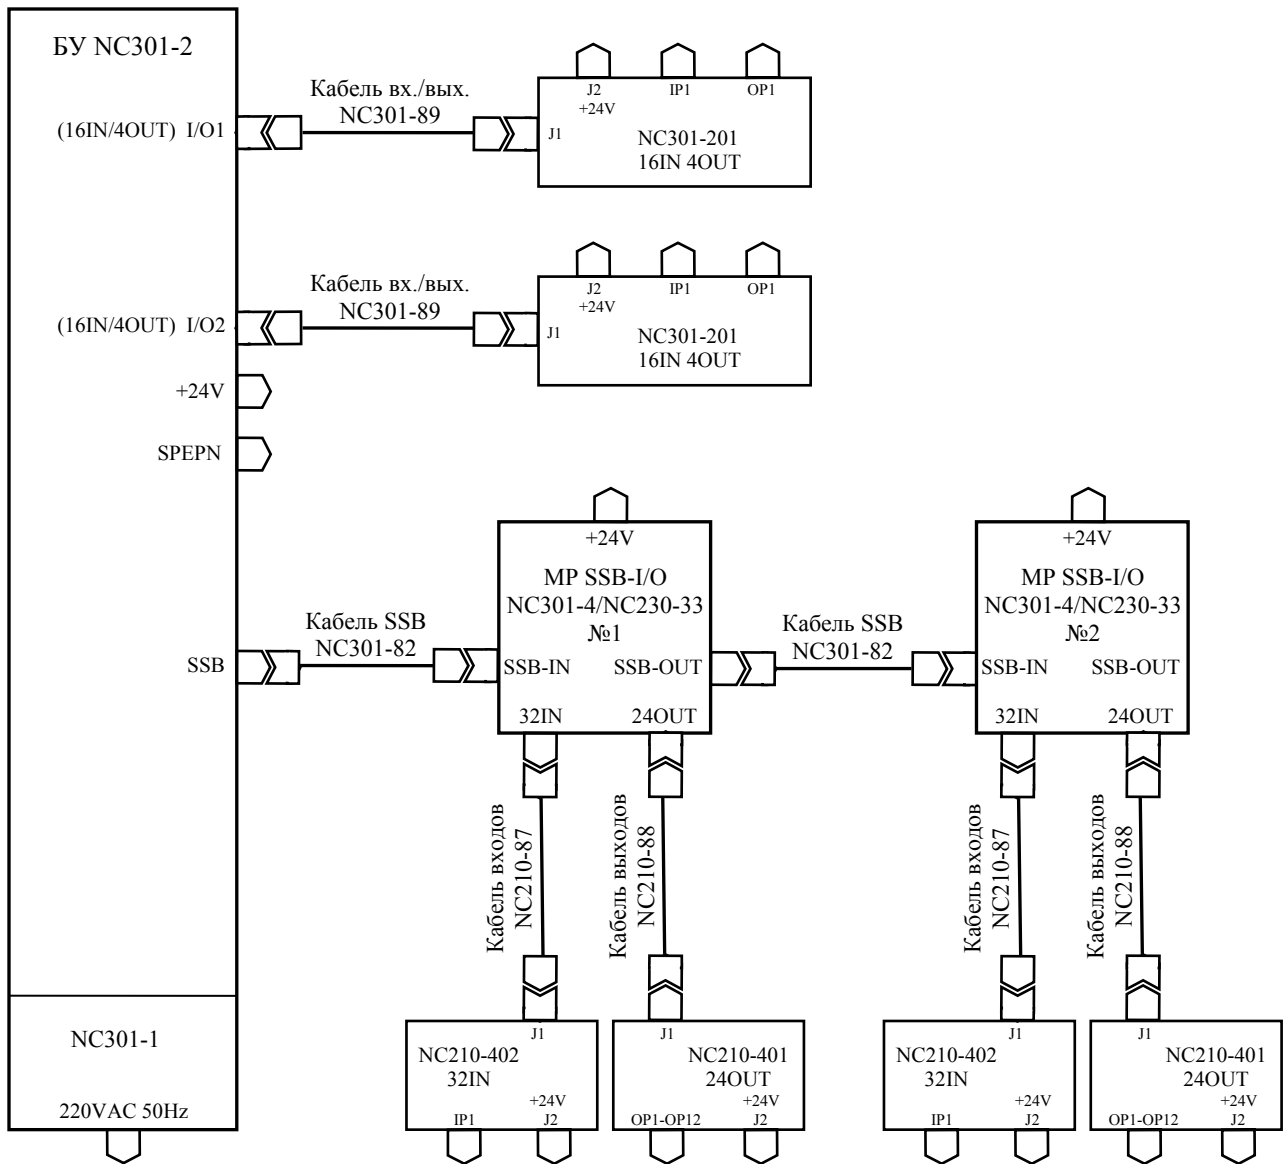 БУ NC301-2
(16IN/4OUT) I/O1
Кабель вх./вых.
NC301-89
J2
+24V
IP1
OP1
J1
NC301-201
16IN 4OUT
(16IN/4OUT) I/O2
Кабель вх./вых.
NC301-89
J2
+24V
IP1
OP1
J1
NC301-201
16IN 4OUT
+24V
SPEPN
SSB
Кабель SSB
NC301-82
+24V
МР SSB-I/O
NC301-4/NC230-33
№1
SSB-IN
SSB-OUT
32IN
24OUT
Кабель SSB
NC301-82
+24V
МР SSB-I/O
NC301-4/NC230-33
№2
SSB-IN
SSB-OUT
32IN
24OUT
Кабель входов
NC210-87
Кабель выходов
NC210-88
Кабель входов
NC210-87
Кабель выходов
NC210-88
NC301-1
220VAC 50Hz
J1
NC210-402
32IN
+24V
IP1
J2
J1
NC210-401
24OUT
+24V
OP1-OP12
J2
J1
NC210-402
32IN
+24V
IP1
J2
J1
NC210-401
24OUT
+24V
OP1-OP12
J2